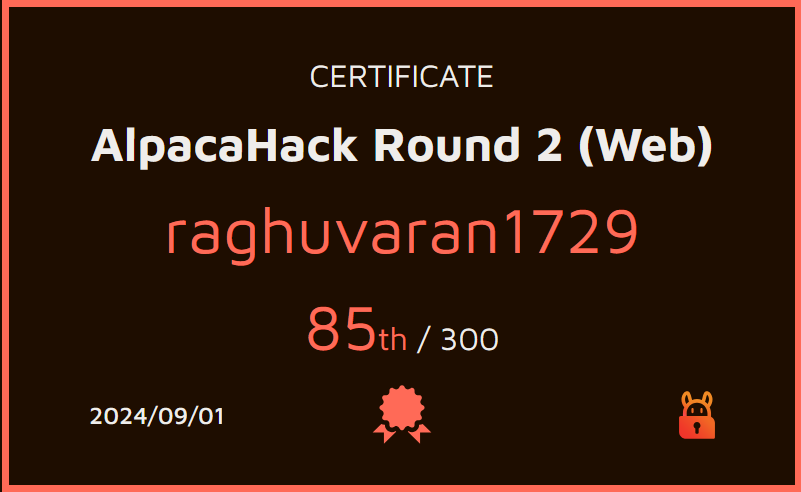 CERTIFICATE
AlpacaHack Round 2 (Web)
raghuvaran1729
85th / 300
2024/09/01